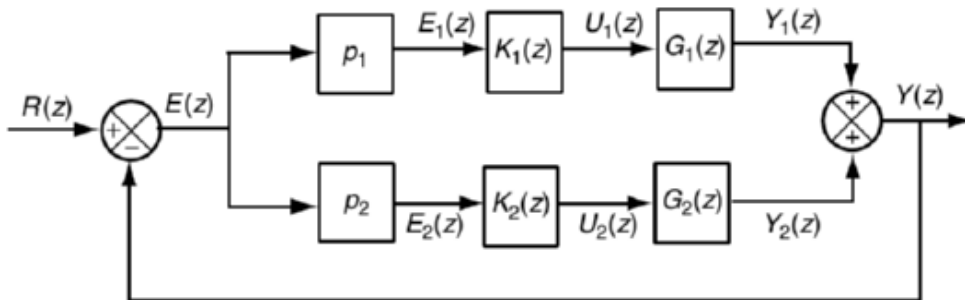 E₁(z) U₁(z) Y₁(z)
p₁ K₁(z) G₁(z)
R(z) E(z) + − + + Y(z)
p₂ K₂(z) G₂(z)
E₂(z) U₂(z) Y₂(z)